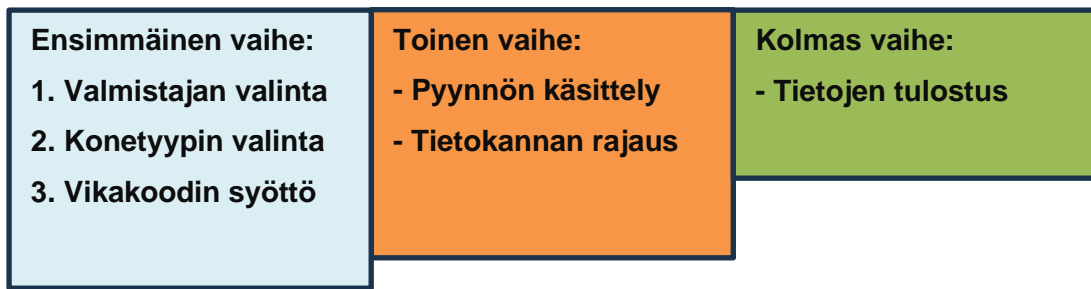 Ensimmäinen vaihe:
1. Valmistajan valinta
2. Konetyypin valinta
3. Vikakoodin syöttö
Toinen vaihe:
- Pyynnön käsittely
- Tietokannan rajaus
Kolmas vaihe:
- Tietojen tulostus